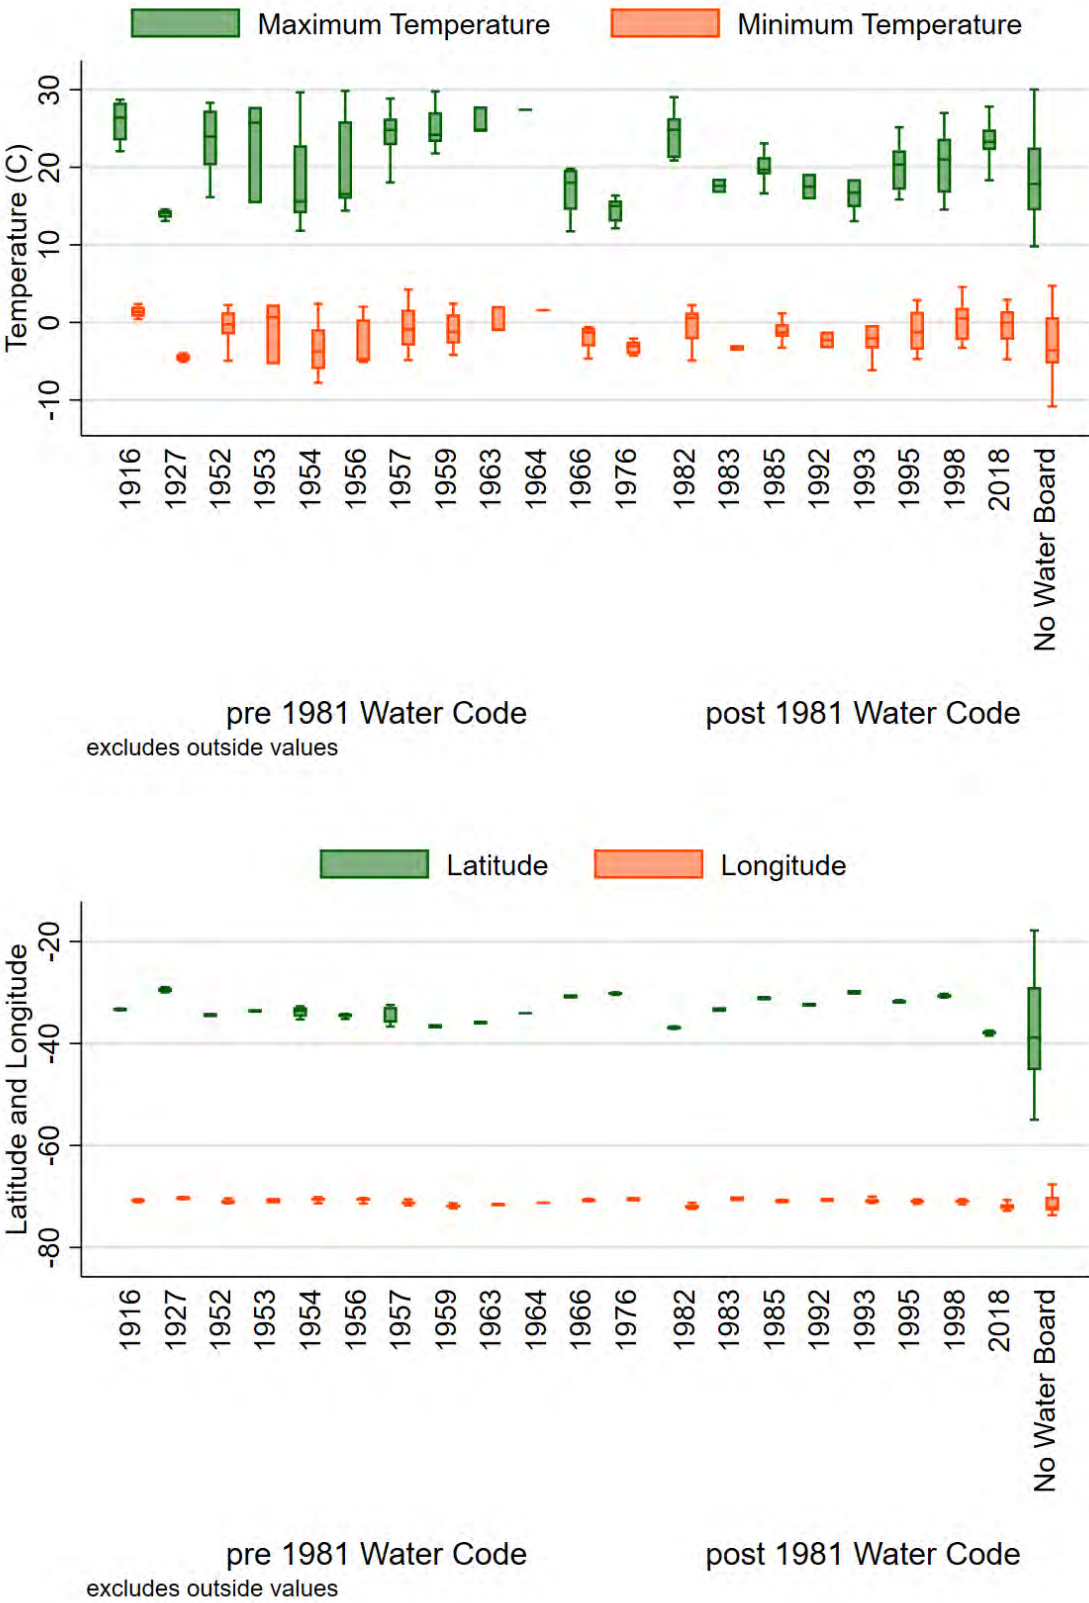 Maximum Temperature Minimum Temperature
Temperature (C)
30
20
10
0
-10
1916 1927 1952 1953 1954 1956 1957 1959 1963 1964 1966 1976 1982 1983 1985 1992 1993 1995 1998 2018 No Water Board
pre 1981 Water Code post 1981 Water Code
excludes outside values
Latitude Longitude
Latitude and Longitude
-20
-40
-60
-80
1916 1927 1952 1953 1954 1956 1957 1959 1963 1964 1966 1976 1982 1983 1985 1992 1993 1995 1998 2018 No Water Board
pre 1981 Water Code post 1981 Water Code
excludes outside values